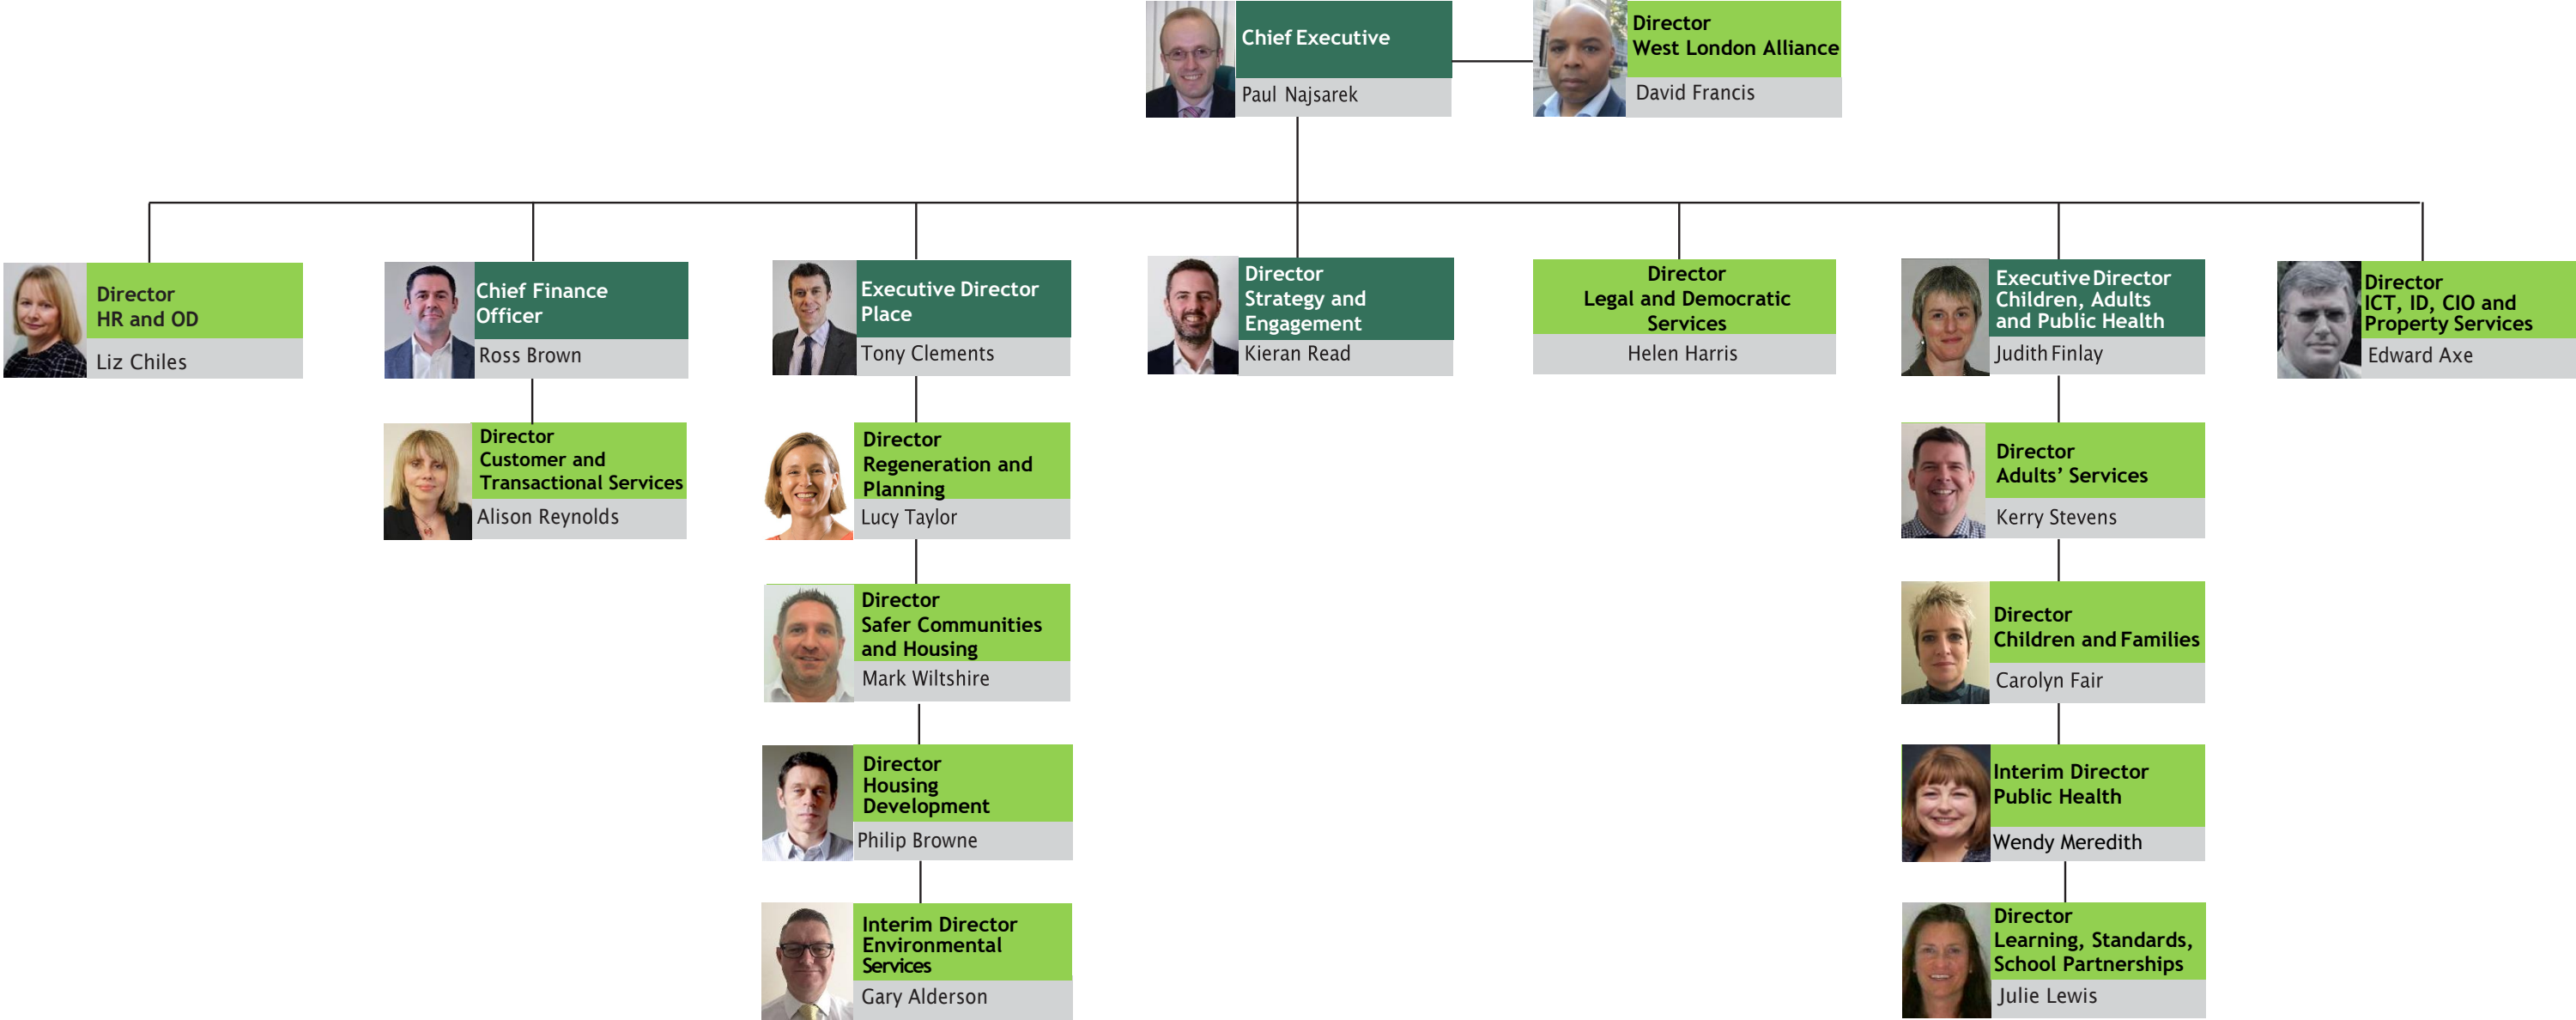 Chief Executive
Paul Najsarek
Director
West London Alliance
David Francis
Director
HR and OD
Liz Chiles
Chief Finance
Officer
Ross Brown
Executive Director
Place
Tony Clements
Director
Strategy and
Engagement
Kieran Read
Director
Legal and Democratic
Services
Helen Harris
Executive Director
Children, Adults
and Public Health
Judith Finlay
Director
ICT, ID, CIO and
Property Services
Edward Axe
Director
Customer and
Transactional Services
Alison Reynolds
Director
Regeneration and
Planning
Lucy Taylor
Director
Adults’ Services
Kerry Stevens
Director
Safer Communities
and Housing
Mark Wiltshire
Director
Children and Families
Carolyn Fair
Director
Housing
Development
Philip Browne
Interim Director
Public Health
Wendy Meredith
Interim Director
Environmental
Services
Gary Alderson
Director
Learning, Standards,
School Partnerships
Julie Lewis